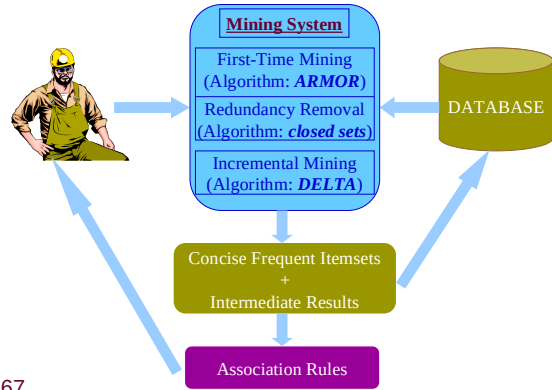 Mining System
First-Time Mining
(Algorithm: ARMOR)
Redundancy Removal
(Algorithm: closed sets)
Incremental Mining
(Algorithm: DELTA)
DATABASE
Concise Frequent Itemsets
+
Intermediate Results
Association Rules
67